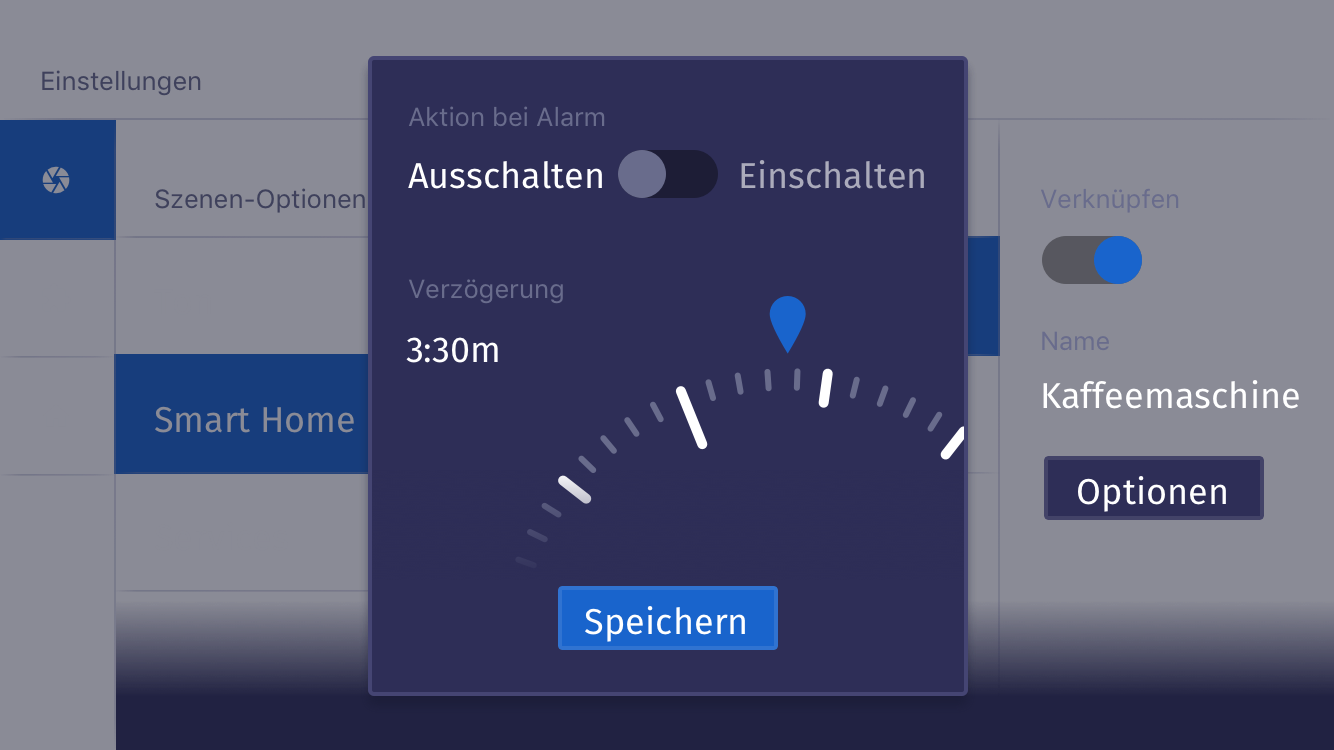 Einstellungen
Szenen-Optionen
Smart Home
Aktion bei Alarm
Ausschalten Einschalten
Verzögerung
3:30m
Speichern
Verknüpfen
Name
Kaffeemaschine
Optionen